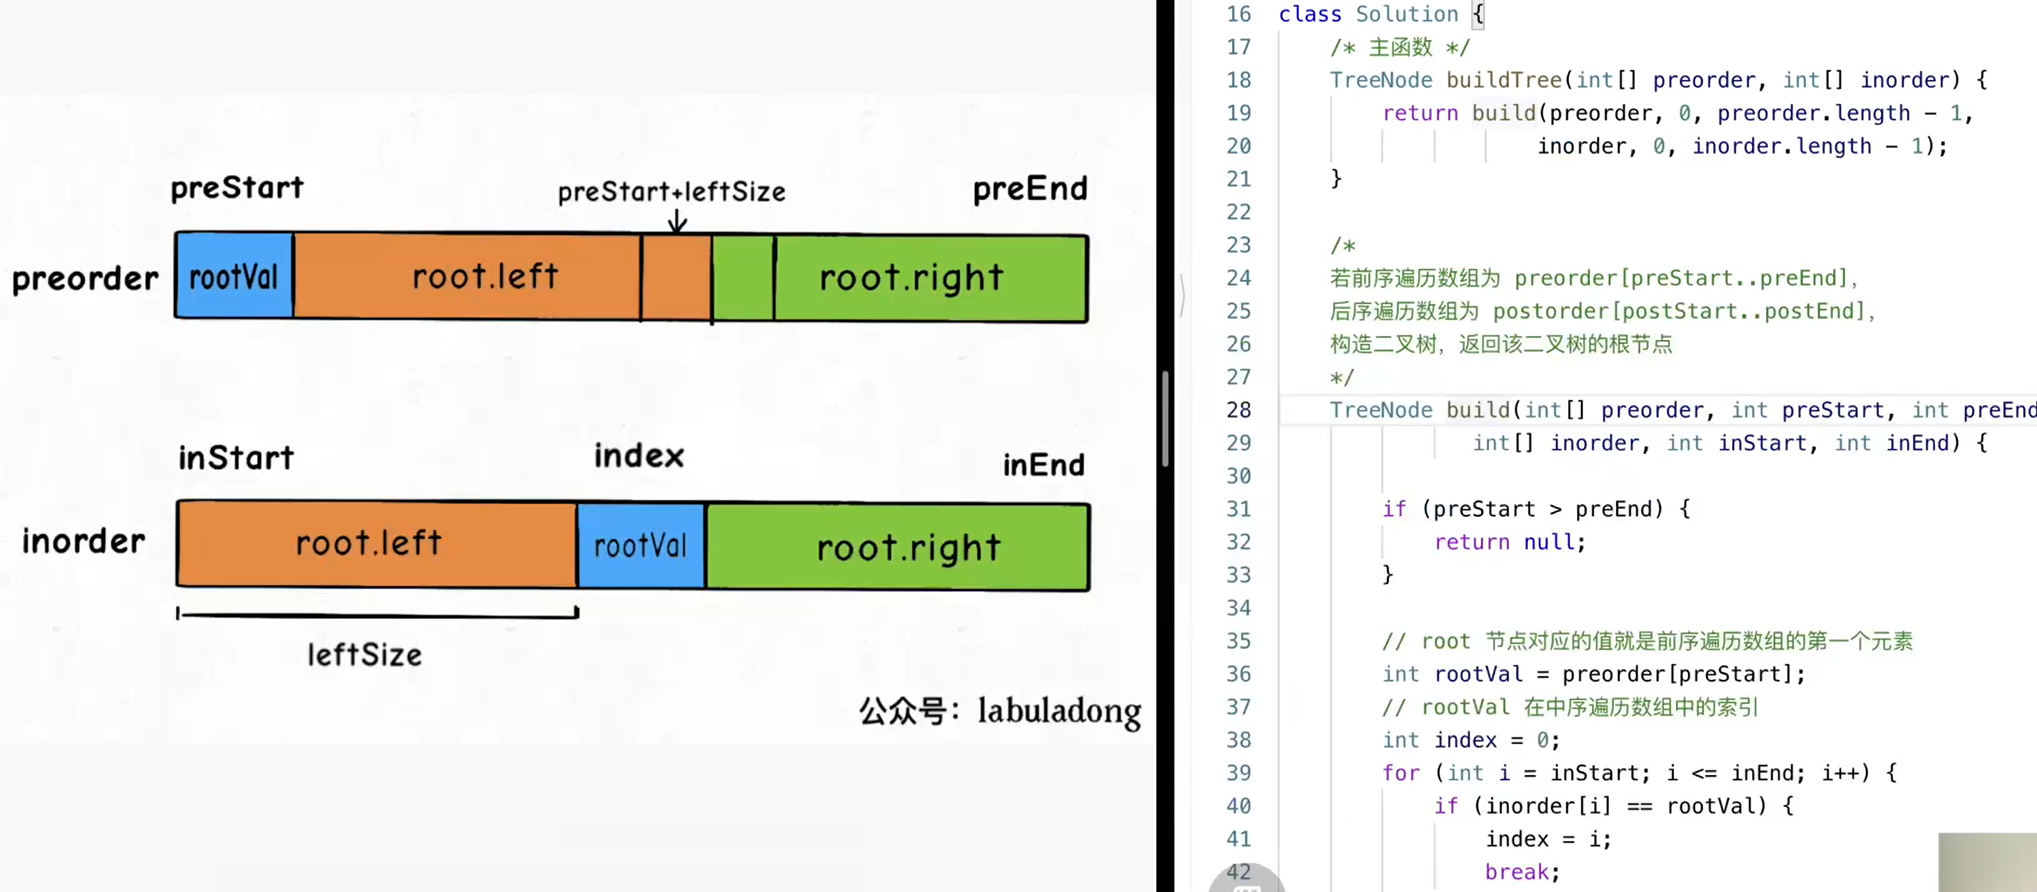 preStart
preStart+leftSize
preEnd
preorder
rootVal
root.left
root.right
inStart
index
inEnd
inorder
root.left
rootVal
root.right
leftSize
公众号：labuladong
16 class Solution {
17 /* 主函数 */
18 TreeNode buildTree(int[] preorder, int[] inorder) {
19 return build(preorder, 0, preorder.length - 1,
20 inorder, 0, inorder.length - 1);
21 }
22
23 /*
24 若前序遍历数组为 preorder[preStart..preEnd]，
25 后序遍历数组为 postorder[postStart..postEnd]，
26 构造二叉树，返回该二叉树的根节点
27 */
28 TreeNode build(int[] preorder, int preStart, int preEnd
29 int[] inorder, int inStart, int inEnd) {
30
31 if (preStart > preEnd) {
32 return null;
33 }
34
35 // root 节点对应的值就是前序遍历数组的第一个元素
36 int rootVal = preorder[preStart];
37 // rootVal 在中序遍历数组中的索引
38 int index = 0;
39 for (int i = inStart; i <= inEnd; i++) {
40 if (inorder[i] == rootVal) {
41 index = i;
42 break;